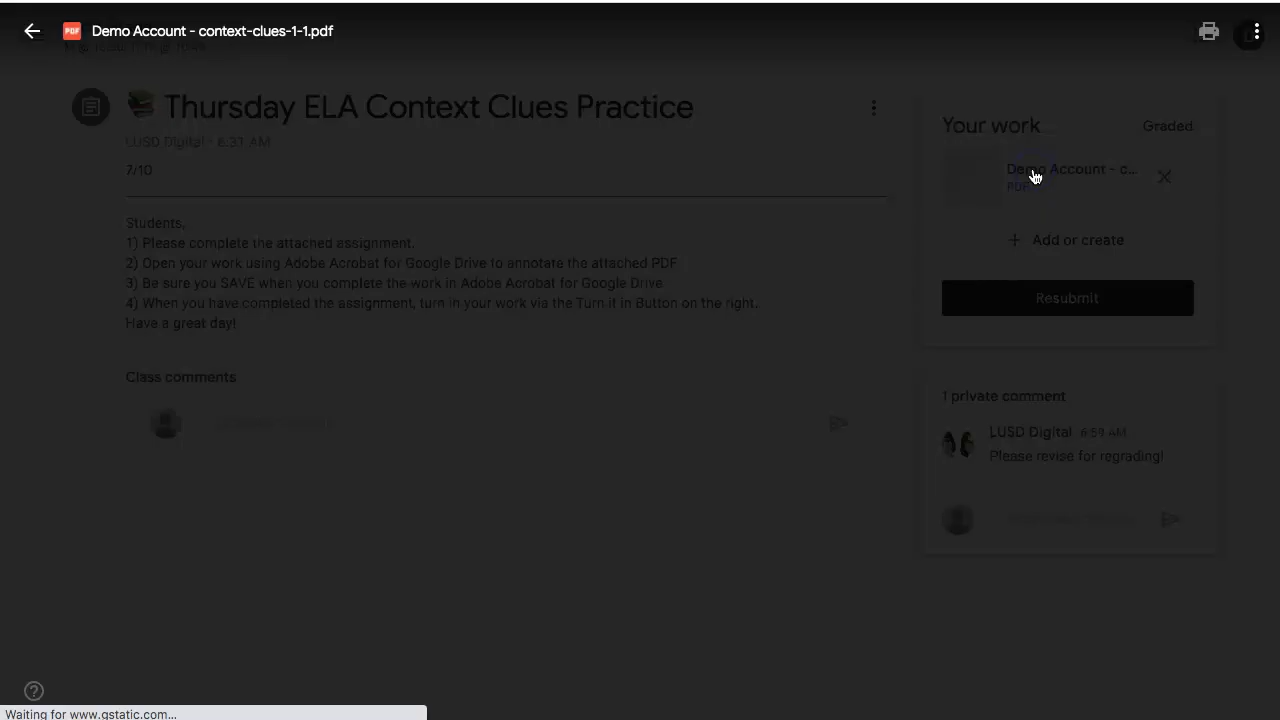 PDF Demo Account - context-clues-1-1.pdf
Thursday ELA Context Clues Practice
LUSD Digital - 6:31 AM
7/10
Students,
1) Please complete the attached assignment.
2) Open your work using Adobe Acrobat for Google Drive to annotate the attached PDF
3) Be sure you SAVE when you complete the work in Adobe Acrobat for Google Drive
4) When you have completed the assignment, turn in your work via the Turn it in Button on the right.
Have a great day!
Class comments
Your work
Graded
Demo Account - c...
PDF
+ Add or create
Resubmit
1 private comment
LUSD Digital 6:59 AM
Please revise for regrading!
Waiting for www.gstatic.com...